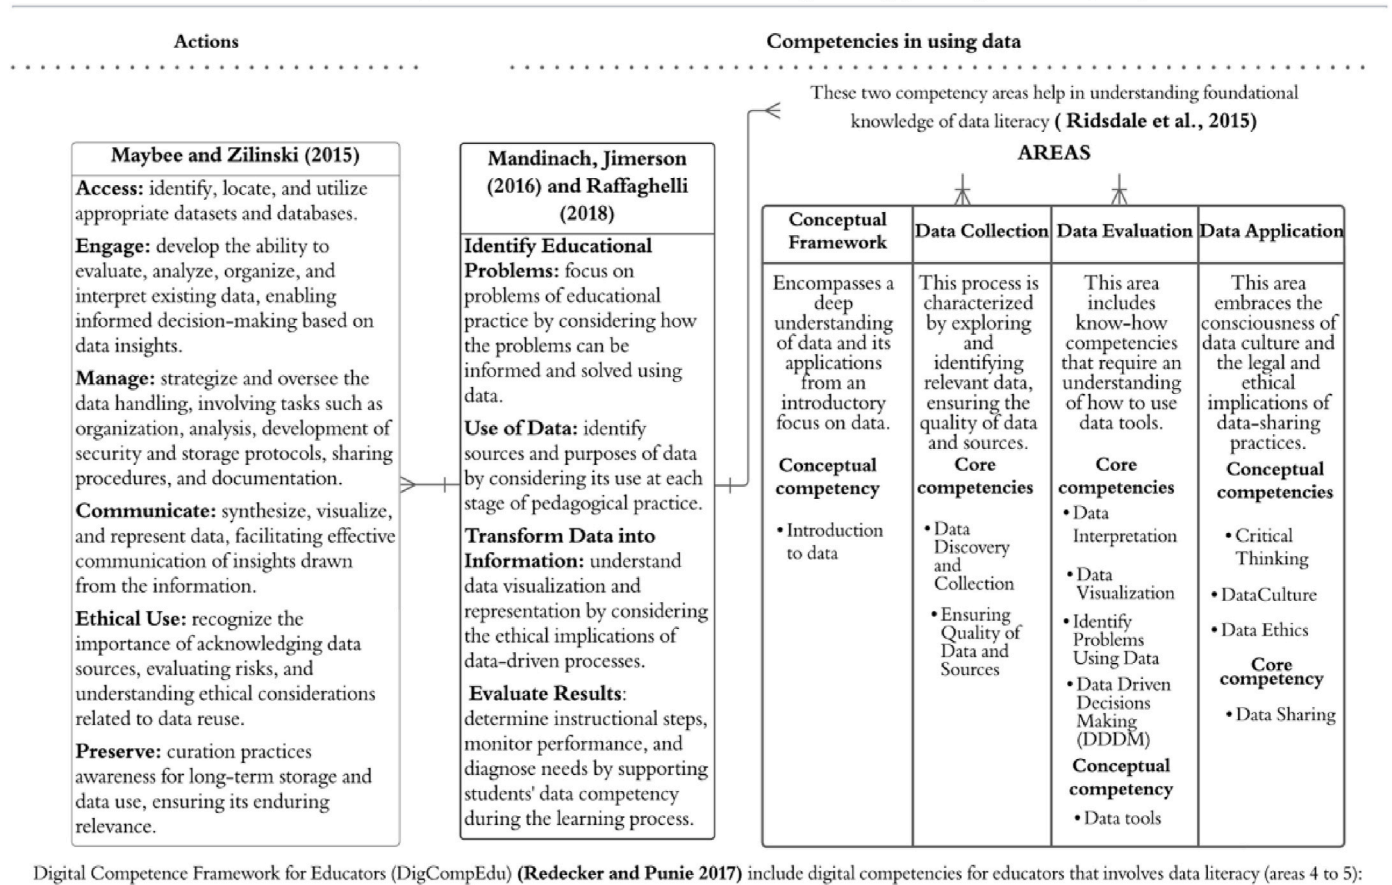 Actions
Competencies in using data
These two competency areas help in understanding foundational
knowledge of data literacy ( Ridsdale et al., 2015)
AREAS
Maybee and Zilinski (2015)
Access: identify, locate, and utilize
appropriate datasets and databases.
Engage: develop the ability to
evaluate, analyze, organize, and
interpret existing data, enabling
informed decision-making based on
data insights.
Manage: strategize and oversee the
data handling, involving tasks such as
organization, analysis, development of
security and storage protocols, sharing
procedures, and documentation.
Communicate: synthesize, visualize,
and represent data, facilitating effective
communication of insights drawn
from the information.
Ethical Use: recognize the
importance of acknowledging data
sources, evaluating risks, and
understanding ethical considerations
related to data reuse.
Preserve: curation practices
awareness for long-term storage and
data use, ensuring its enduring
relevance.
Mandinach, Jimerson
(2016) and Raffaghelli
(2018)
Identify Educational
Problems: focus on
problems of educational
practice by considering how
the problems can be
informed and solved using
data.
Use of Data: identify
sources and purposes of data
by considering its use at each
stage of pedagogical practice.
Transform Data into
Information: understand
data visualization and
representation by considering
the ethical implications of
data-driven processes.
Evaluate Results:
determine instructional steps,
monitor performance, and
diagnose needs by supporting
students' data competency
during the learning process.
Conceptual
Framework
Encompasses a
deep
understanding
of data and its
applications
from an
introductory
focus on data.
Conceptual
competency
• Introduction
to data
Data Collection
This process is
characterized
by exploring
and
identifying
relevant data,
ensuring the
quality of data
and sources.
Core
competencies
• Data
Discovery
and
Collection
• Ensuring
Quality of
Data and
Sources
Data Evaluation
This area
includes
know-how
competencies
that require an
understanding
of how to use
data tools.
Core
competencies
• Data
Interpretation
• Data
Visualization
• Identify
Problems
Using Data
• Data Driven
Decisions
Making
(DDDM)
Conceptual
competency
• Data tools
Data Application
This area
embraces the
consciousness of
data culture and
the legal and
ethical
implications of
data-sharing
practices.
Conceptual
competencies
• Critical
Thinking
• DataCulture
• Data Ethics
Core
competency
• Data Sharing
Digital Competence Framework for Educators (DigCompEdu) (Redecker and Punie 2017) include digital competencies for educators that involves data literacy (areas 4 to 5):